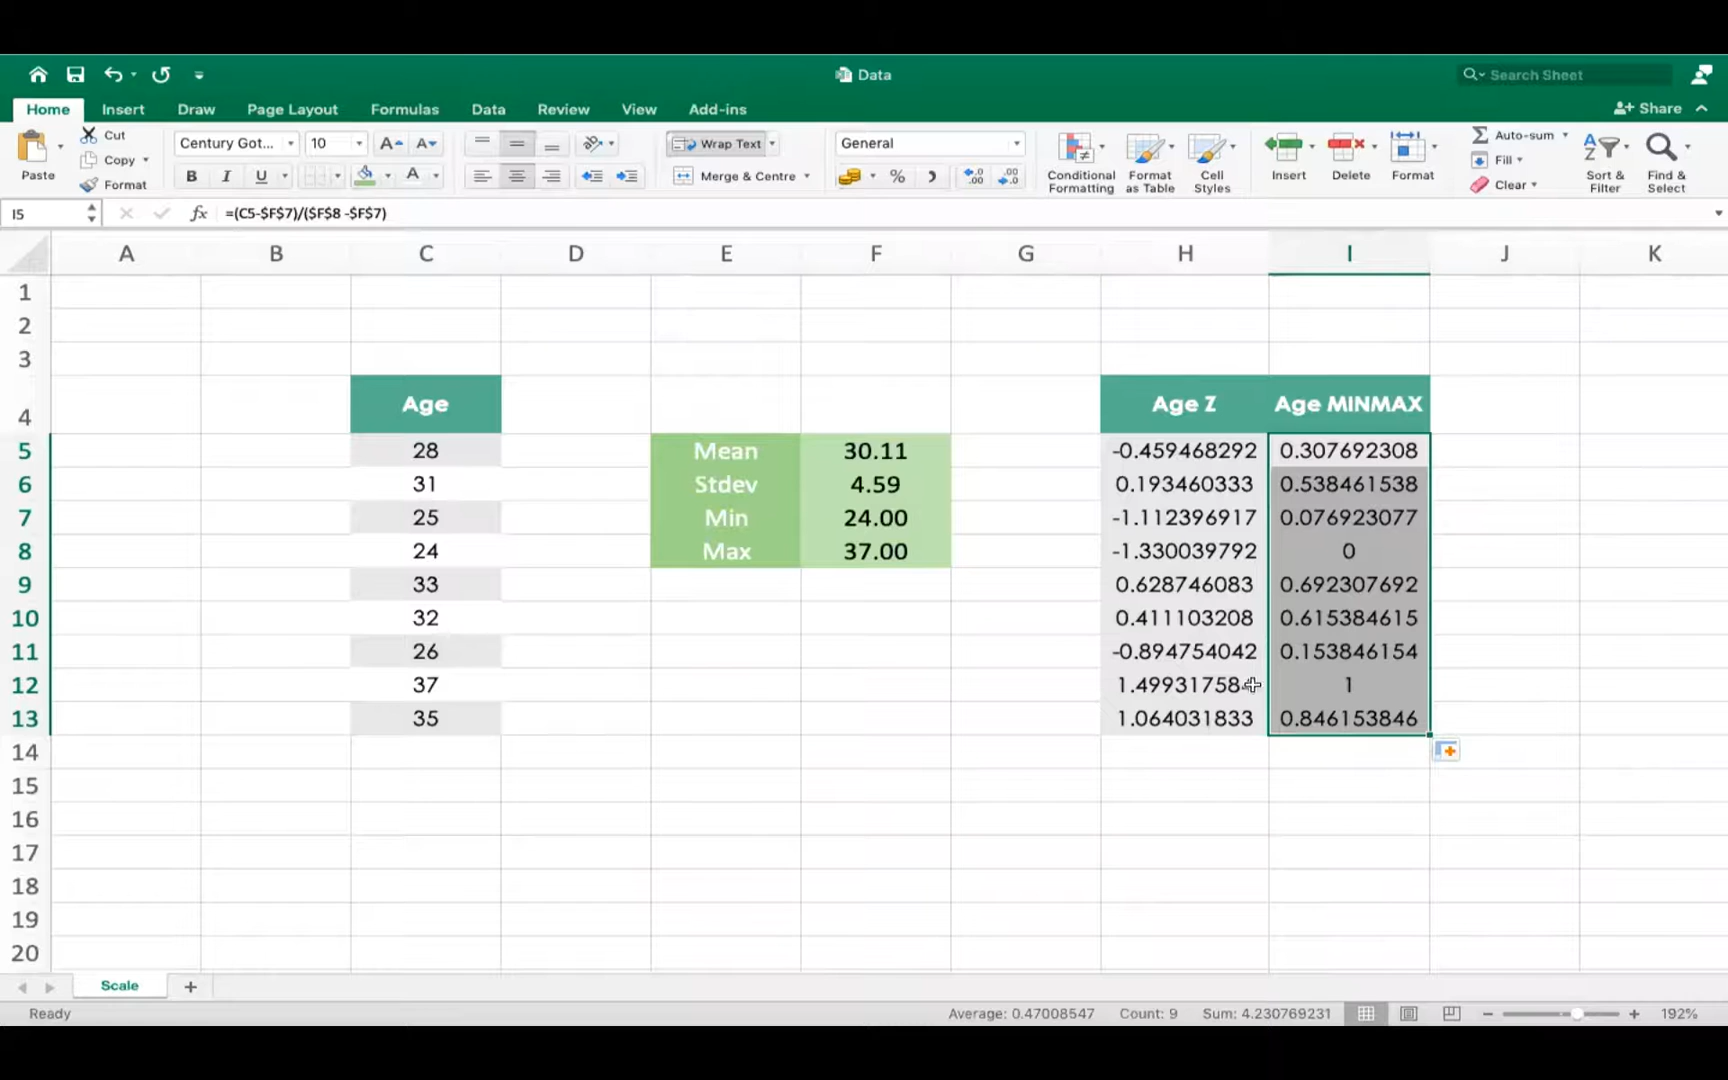 Data
Search Sheet
Home Insert Draw Page Layout Formulas Data Review View Add-ins
Share
Paste
Cut
Copy
Format
Century Got... 10
B I U
Wrap Text
Merge & Centre
General
%
Conditional Formatting
Format as Table
Cell Styles
Insert
Delete
Format
Auto-sum
Fill
Clear
Sort & Filter
Find & Select
I5 fx =(C5-$F$7)/($F$8 -$F$7)
A B C D E F G H I J K
1
2
3
4 Age Age Z Age MINMAX
5 28 Mean 30.11 -0.459468292 0.307692308
6 31 Stdev 4.59 0.193460333 0.538461538
7 25 Min 24.00 -1.112396917 0.076923077
8 24 Max 37.00 -1.330039792 0
9 33 0.628746083 0.692307692
10 32 0.411103208 0.615384615
11 26 -0.894754042 0.153846154
12 37 1.49931758 1
13 35 1.064031833 0.846153846
14
15
16
17
18
19
20
Scale
Ready Average: 0.47008547 Count: 9 Sum: 4.230769231 192%